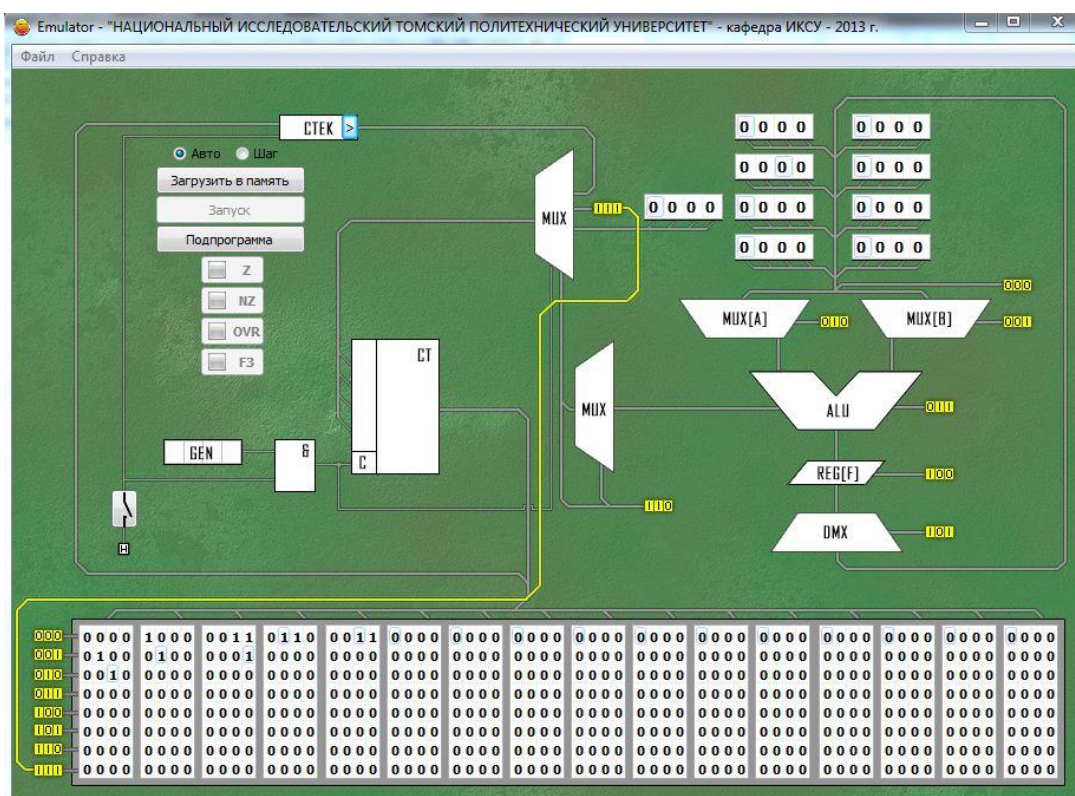 Emulator - "НАЦИОНАЛЬНЫЙ ИССЛЕДОВАТЕЛЬСКИЙ ТОМСКИЙ ПОЛИТЕХНИЧЕСКИЙ УНИВЕРСИТЕТ" - кафедра ИКСУ - 2013 г.
Файл Справка
СТЕК >
Авто Шаг
Загрузить в память
Запуск
Подпрограмма
Z
NZ
OVR
F3
MUX
111
0 0 0 0
0 0 0 0 0 0 0 0
0 0 0 0 0 0 0 0
0 0 0 0 0 0 0 0
0 0 0 0 0 0 0 0
000
MUX[A] 010 MUX[B] 001
CT
C
GEN
&
MUX
110
ALU 011
REG[F] 100
DMX 101
000 0000 1000 0011 0110 0011 0000 0000 0000 0000 0000 0000 0000 0000 0000 0000 0000
001 0100 0100 0001 0000 0000 0000 0000 0000 0000 0000 0000 0000 0000 0000 0000 0000
010 0010 0000 0000 0000 0000 0000 0000 0000 0000 0000 0000 0000 0000 0000 0000 0000
011 0000 0000 0000 0000 0000 0000 0000 0000 0000 0000 0000 0000 0000 0000 0000 0000
100 0000 0000 0000 0000 0000 0000 0000 0000 0000 0000 0000 0000 0000 0000 0000 0000
101 0000 0000 0000 0000 0000 0000 0000 0000 0000 0000 0000 0000 0000 0000 0000 0000
110 0000 0000 0000 0000 0000 0000 0000 0000 0000 0000 0000 0000 0000 0000 0000 0000
111 0000 0000 0000 0000 0000 0000 0000 0000 0000 0000 0000 0000 0000 0000 0000 0000